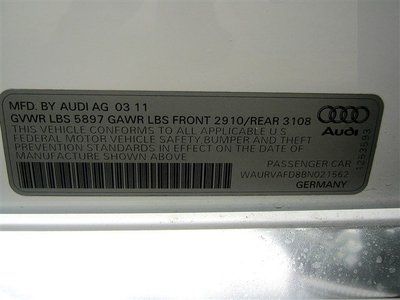 MFD. BY AUDI AG 03 11
GVWR LBS 5897 GAWR LBS FRONT 2910/REAR 3108
THIS VEHICLE CONFORMS TO ALL APPLICABLE U S
FEDERAL MOTOR VEHICLE SAFETY,BUMPER AND THEFT
PREVENTION STANDARDS IN EFFECT ON THE DATE
OF MANUFACTURE SHOWN ABOVE
PASSENGER CAR
WAURVAFD8BN021562
GERMANY
Audi